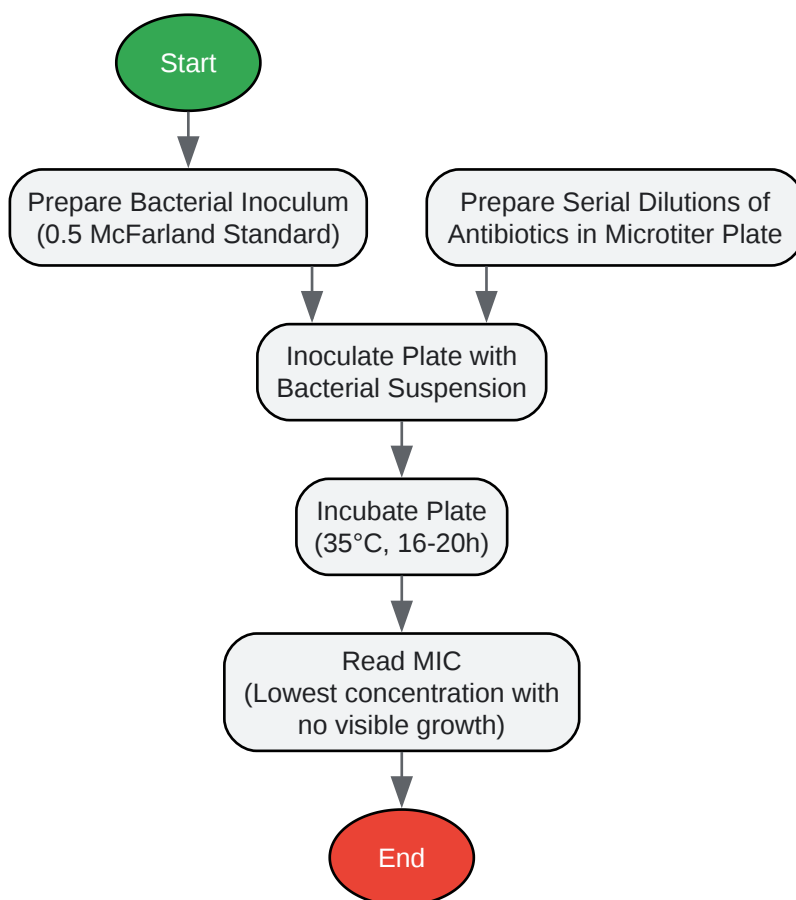 Start
Prepare Bacterial Inoculum
(0.5 McFarland Standard)
Prepare Serial Dilutions of
Antibiotics in Microtiter Plate
Inoculate Plate with
Bacterial Suspension
Incubate Plate
(35°C, 16-20h)
Read MIC
(Lowest concentration with
no visible growth)
End